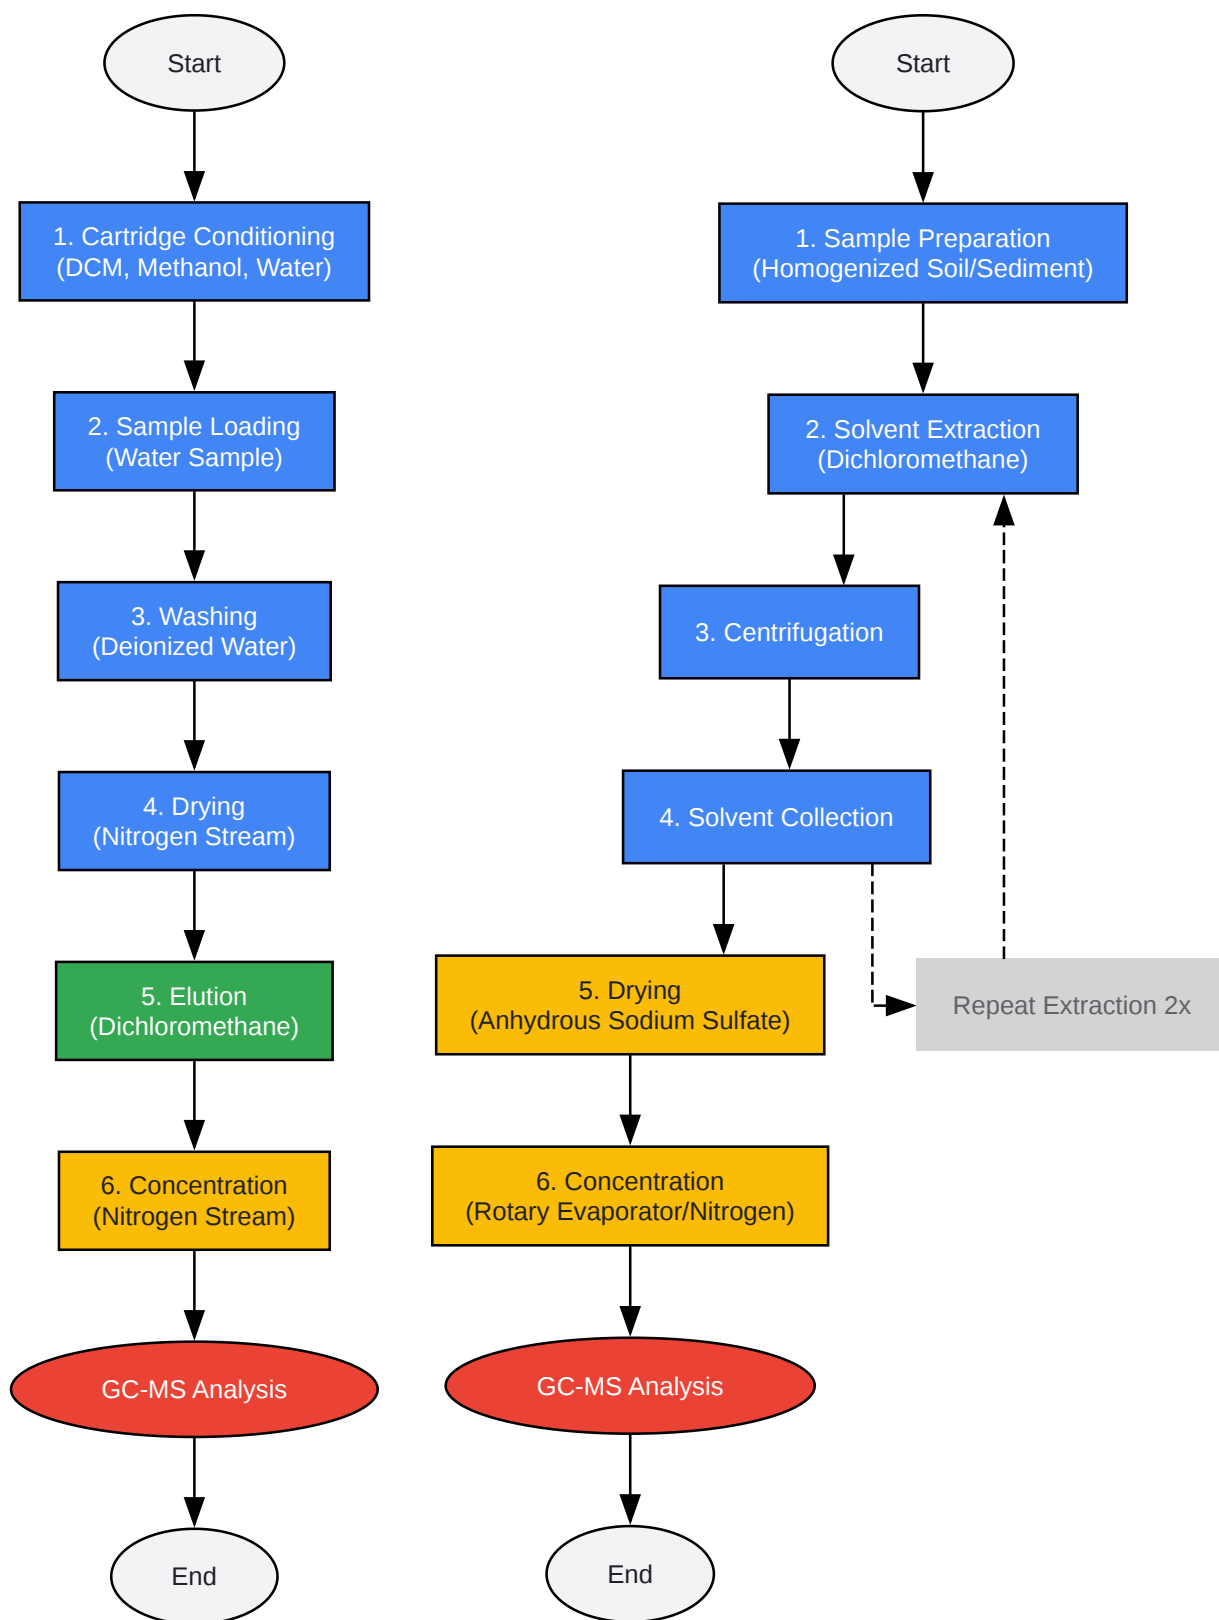 Start
1. Cartridge Conditioning
(DCM, Methanol, Water)
2. Sample Loading
(Water Sample)
3. Washing
(Deionized Water)
4. Drying
(Nitrogen Stream)
5. Elution
(Dichloromethane)
6. Concentration
(Nitrogen Stream)
GC-MS Analysis
End
Start
1. Sample Preparation
(Homogenized Soil/Sediment)
2. Solvent Extraction
(Dichloromethane)
3. Centrifugation
4. Solvent Collection
Repeat Extraction 2x
5. Drying
(Anhydrous Sodium Sulfate)
6. Concentration
(Rotary Evaporator/Nitrogen)
GC-MS Analysis
End